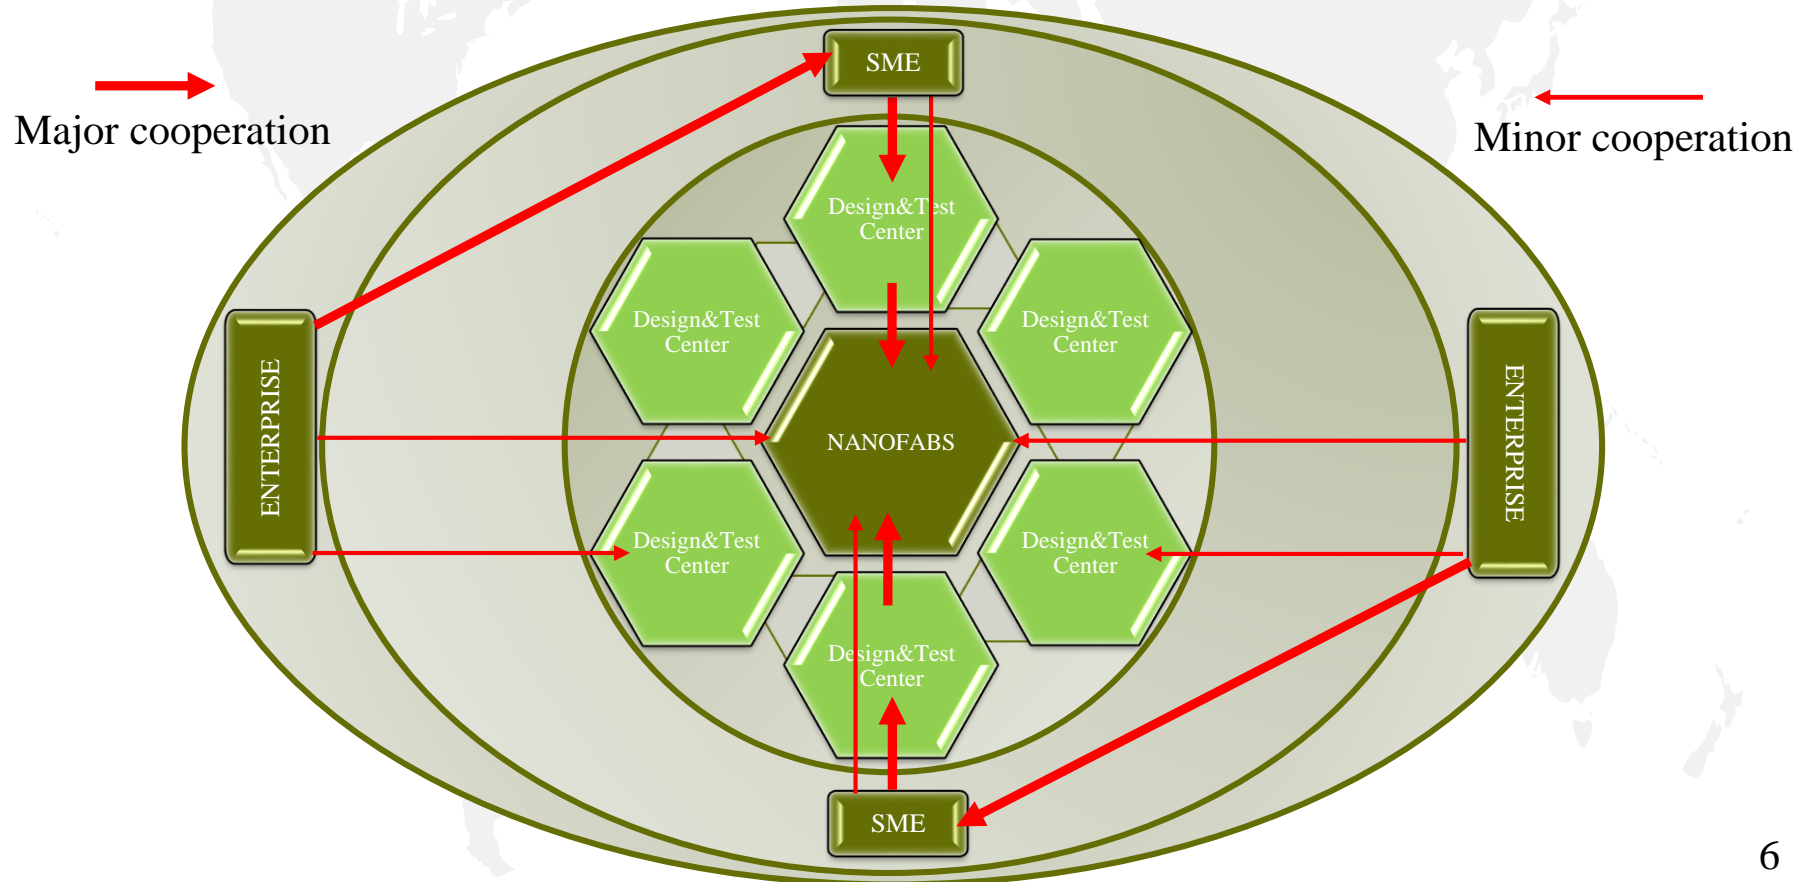 SME
Major cooperation
Minor cooperation
Design&Test
Center
Design&Test
Center
Design&Test
Center
ENTERPRISE
NANOFABS
ENTERPRISE
Design&Test
Center
Design&Test
Center
Design&Test
Center
SME
6